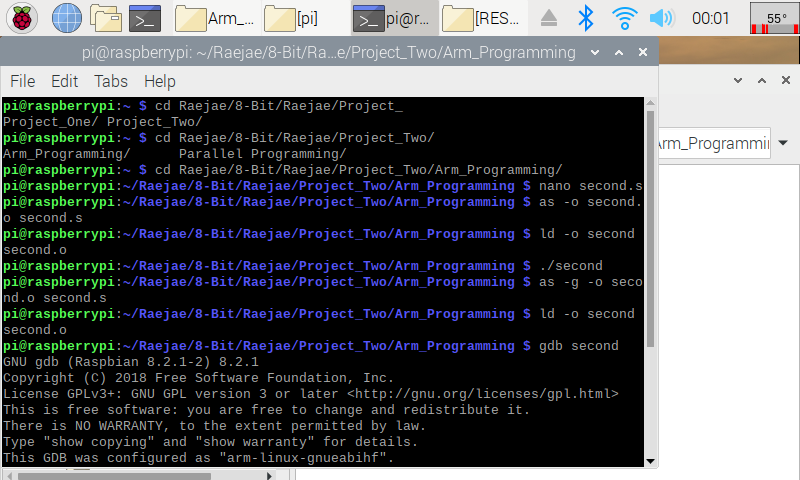 Arm_...
[pi]
pi@r...
[RES...
00:01
55°
pi@raspberrypi: ~/Raejae/8-Bit/Ra...e/Project_Two/Arm_Programming
File Edit Tabs Help
pi@raspberrypi:~ $ cd Raejae/8-Bit/Raejae/Project_
Project_One/ Project_Two/
pi@raspberrypi:~ $ cd Raejae/8-Bit/Raejae/Project_Two/
Arm_Programming/      Parallel Programming/
pi@raspberrypi:~ $ cd Raejae/8-Bit/Raejae/Project_Two/Arm_Programming/
pi@raspberrypi:~/Raejae/8-Bit/Raejae/Project_Two/Arm_Programming $ nano second.s
pi@raspberrypi:~/Raejae/8-Bit/Raejae/Project_Two/Arm_Programming $ as -o second.
o second.s
pi@raspberrypi:~/Raejae/8-Bit/Raejae/Project_Two/Arm_Programming $ ld -o second
second.o
pi@raspberrypi:~/Raejae/8-Bit/Raejae/Project_Two/Arm_Programming $ ./second
pi@raspberrypi:~/Raejae/8-Bit/Raejae/Project_Two/Arm_Programming $ as -g -o seco
nd.o second.s
pi@raspberrypi:~/Raejae/8-Bit/Raejae/Project_Two/Arm_Programming $ ld -o second
second.o
pi@raspberrypi:~/Raejae/8-Bit/Raejae/Project_Two/Arm_Programming $ gdb second
GNU gdb (Raspbian 8.2.1-2) 8.2.1
Copyright (C) 2018 Free Software Foundation, Inc.
License GPLv3+: GNU GPL version 3 or later <http://gnu.org/licenses/gpl.html>
This is free software: you are free to change and redistribute it.
There is NO WARRANTY, to the extent permitted by law.
Type "show copying" and "show warranty" for details.
This GDB was configured as "arm-linux-gnueabihf".